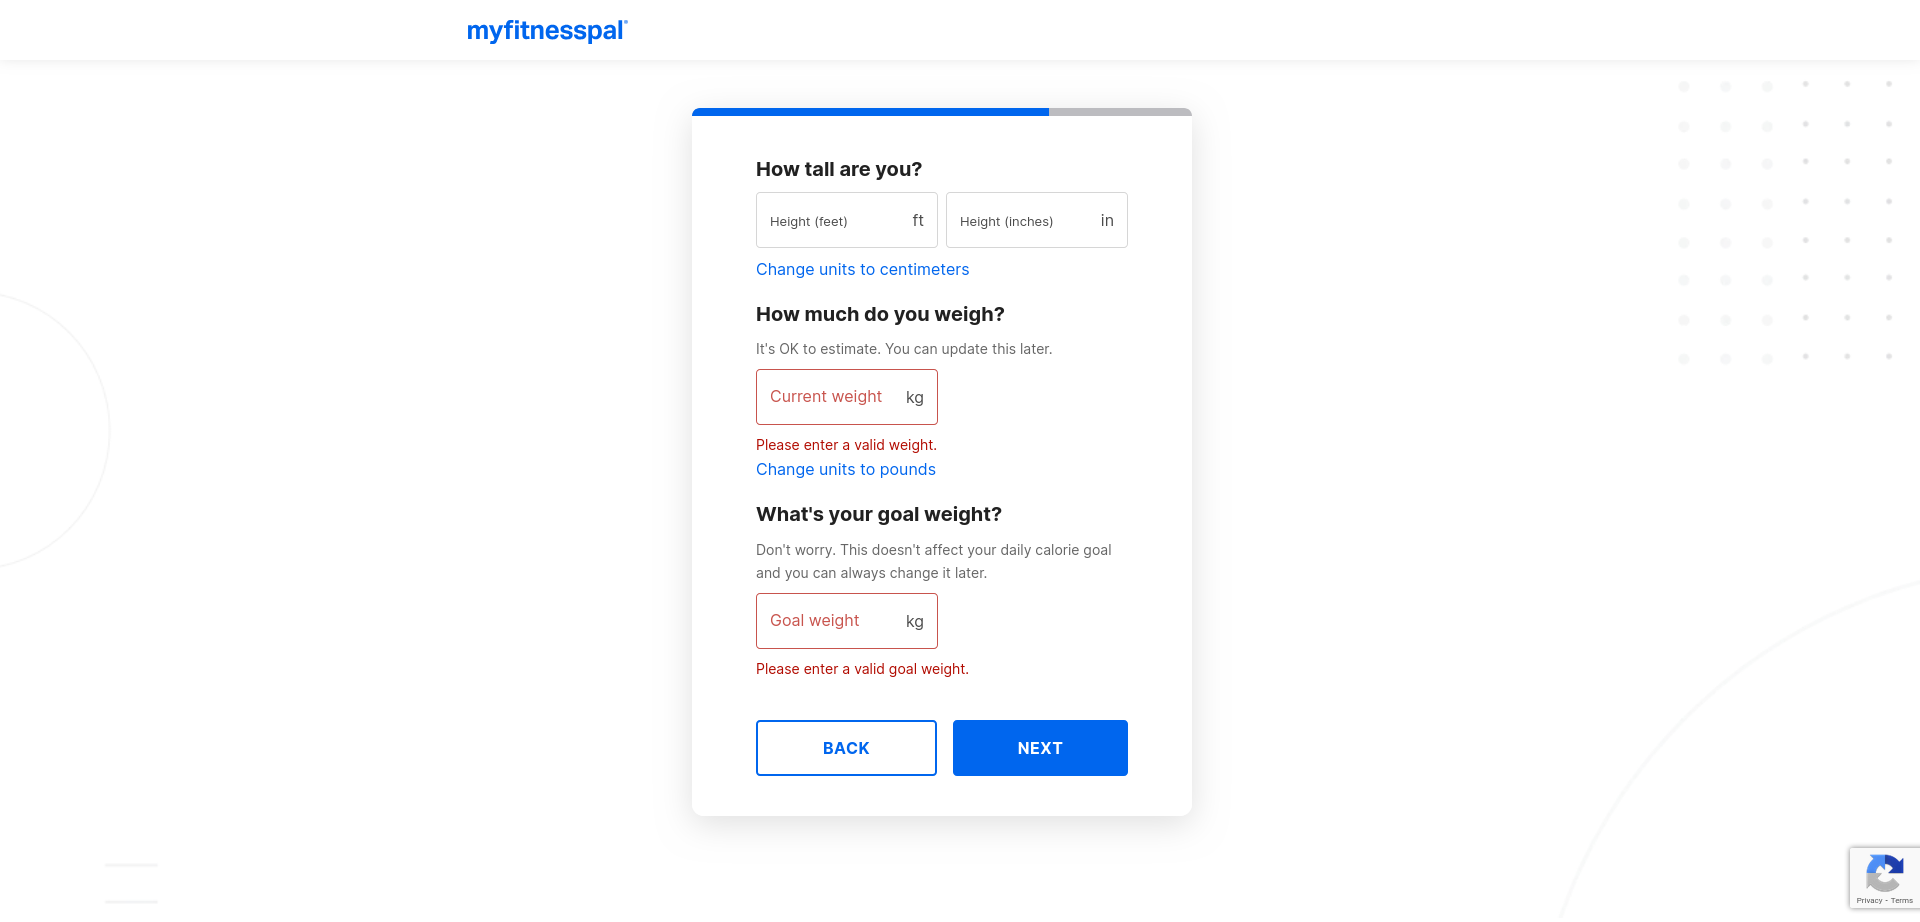 myfitnesspal
How tall are you?
Height (feet) ft Height (inches) in
Change units to centimeters
How much do you weigh?
It's OK to estimate. You can update this later.
Current weight kg
Please enter a valid weight.
Change units to pounds
What's your goal weight?
Don't worry. This doesn't affect your daily calorie goal
and you can always change it later.
Goal weight kg
Please enter a valid goal weight.
BACK NEXT
Privacy - Terms